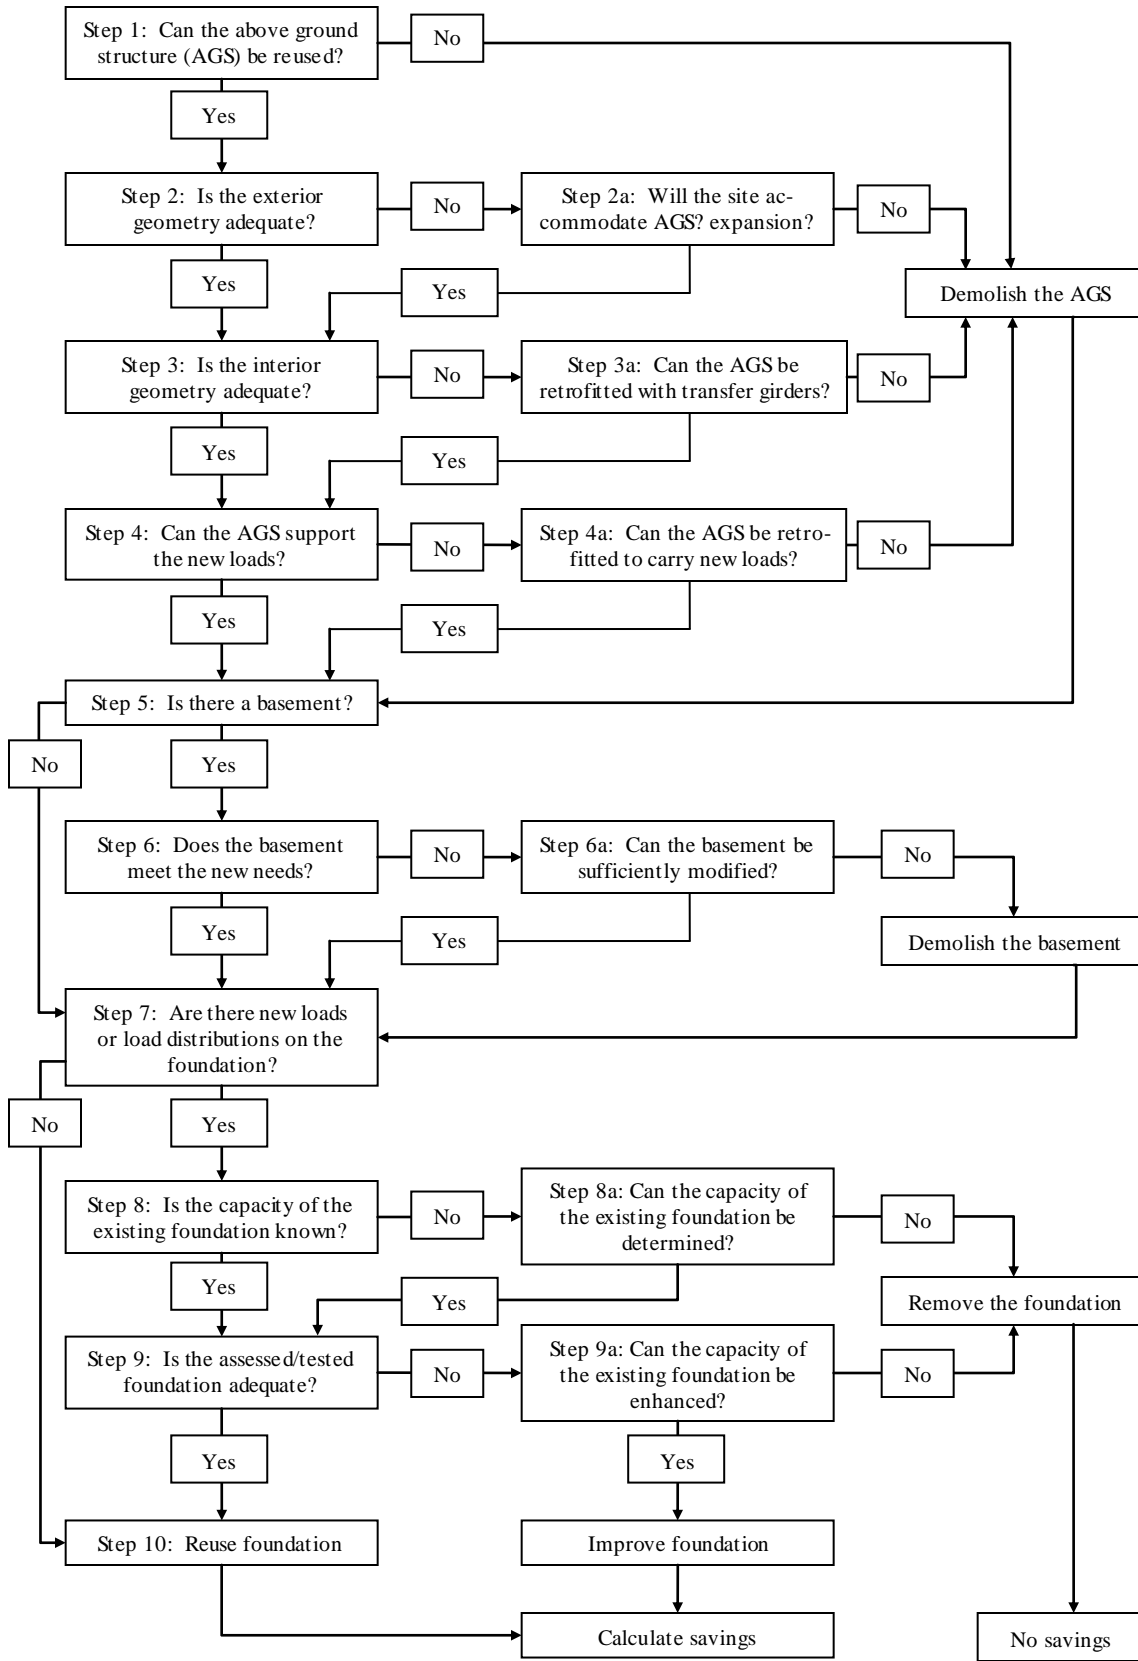 Step 1: Can the above ground
structure (AGS) be reused?
No
Yes
Step 2: Is the exterior
geometry adequate?
No
Step 2a: Will the site ac-
commodate AGS? expansion?
No
Yes
Yes
Demolish the AGS
Step 3: Is the interior
geometry adequate?
No
Step 3a: Can the AGS be
retrofitted with transfer girders?
No
Yes
Yes
Step 4: Can the AGS support
the new loads?
No
Step 4a: Can the AGS be retro-
fitted to carry new loads?
No
Yes
Yes
Step 5: Is there a basement?
No
Yes
Step 6: Does the basement
meet the new needs?
No
Step 6a: Can the basement be
sufficiently modified?
No
Yes
Yes
Demolish the basement
Step 7: Are there new loads
or load distributions on the
foundation?
No
Yes
Step 8: Is the capacity of the
existing foundation known?
No
Step 8a: Can the capacity of
the existing foundation be
determined?
No
Yes
Yes
Remove the foundation
Step 9: Is the assessed/tested
foundation adequate?
No
Step 9a: Can the capacity of
the existing foundation be
enhanced?
No
Yes
Yes
Step 10: Reuse foundation
Improve foundation
Calculate savings
No savings